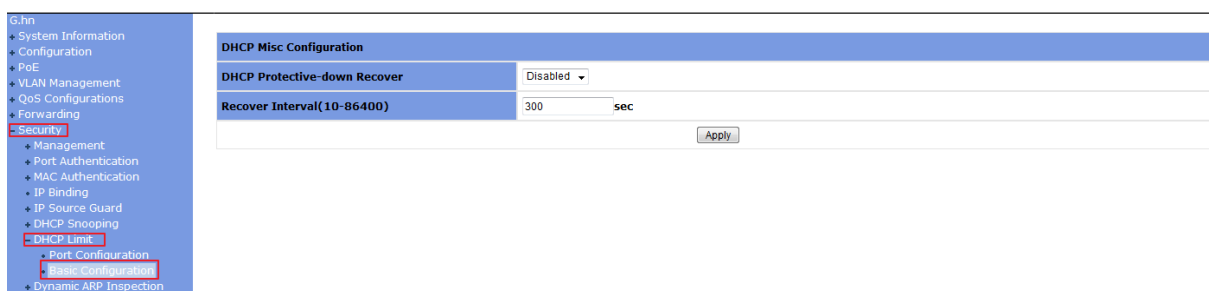 G.hn
System Information
Configuration
PoE
VLAN Management
QoS Configurations
Forwarding
Security
Management
Port Authentication
MAC Authentication
IP Binding
IP Source Guard
DHCP Snooping
DHCP Limit
Port Configuration
Basic Configuration
Dynamic ARP Inspection
DHCP Misc Configuration
DHCP Protective-down Recover Disabled
Recover Interval(10-86400) 300 sec
Apply